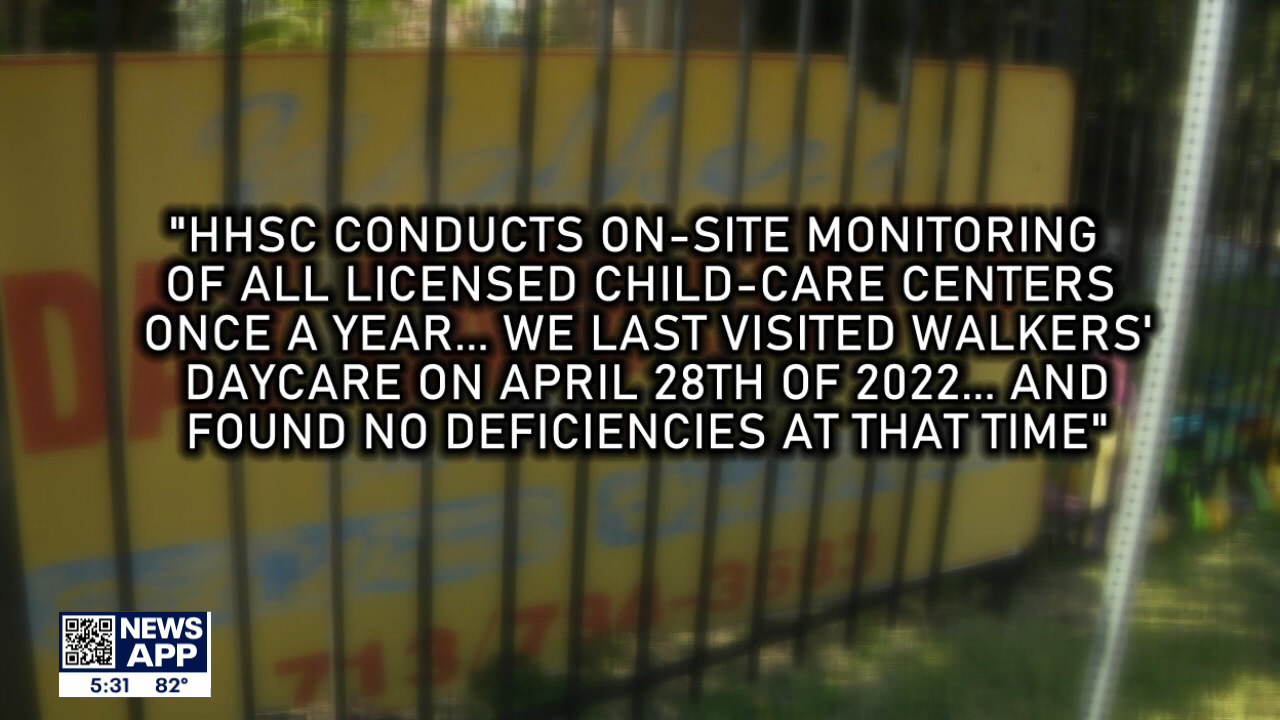 "HHSC CONDUCTS ON-SITE MONITORING
OF ALL LICENSED CHILD-CARE CENTERS
ONCE A YEAR... WE LAST VISITED WALKERS'
DAYCARE ON APRIL 28TH OF 2022... AND
FOUND NO DEFICIENCIES AT THAT TIME"
NEWS
APP
5:31 82°